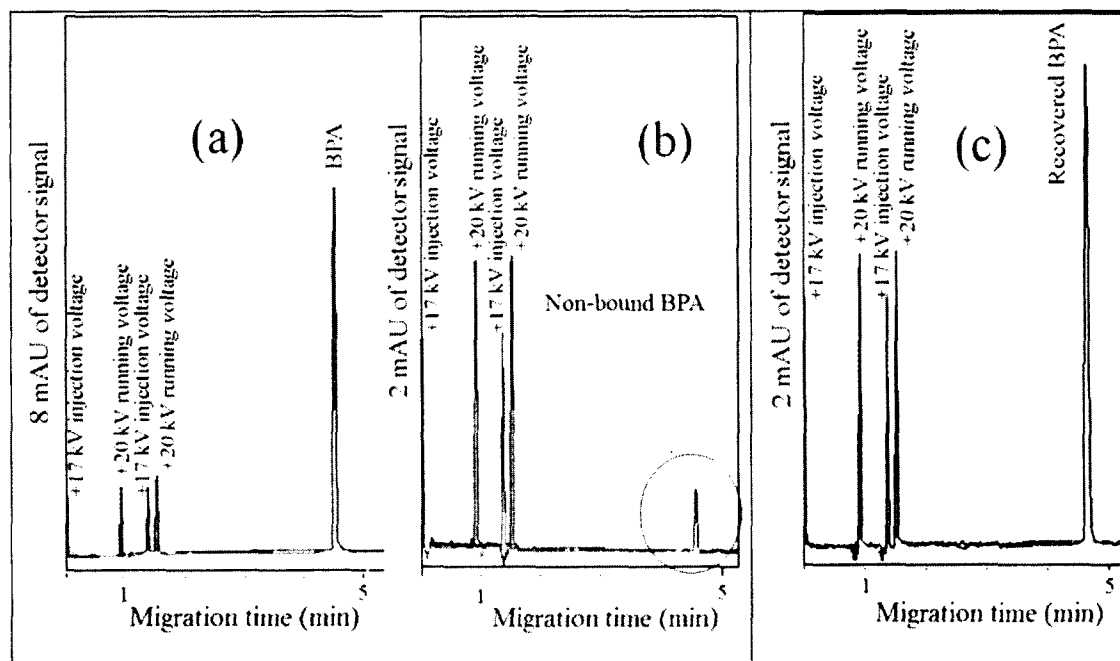 8 mAU of detector signal
+17 kV injection voltage
+20 kV running voltage
+17 kV injection voltage
+20 kV running voltage
(a)
BPA
1
5
Migration time (min)
2 mAU of detector signal
+17 kV injection voltage
+20 kV running voltage
+17 kV injection voltage
+20 kV running voltage
(b)
Non-bound BPA
1
5
Migration time (min)
2 mAU of detector signal
+17 kV injection voltage
+20 kV running voltage
+17 kV injection voltage
+20 kV running voltage
(c)
Recovered BPA
1
5
Migration time (min)